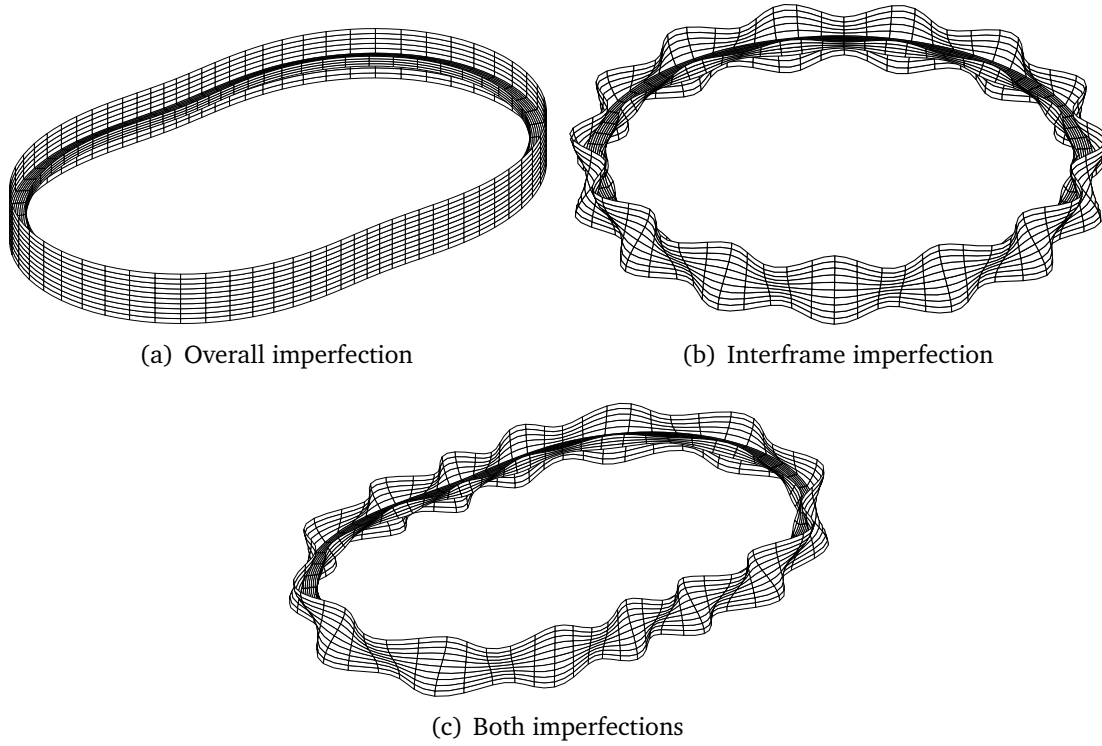 (a) Overall imperfection
(b) Interframe imperfection
(c) Both imperfections